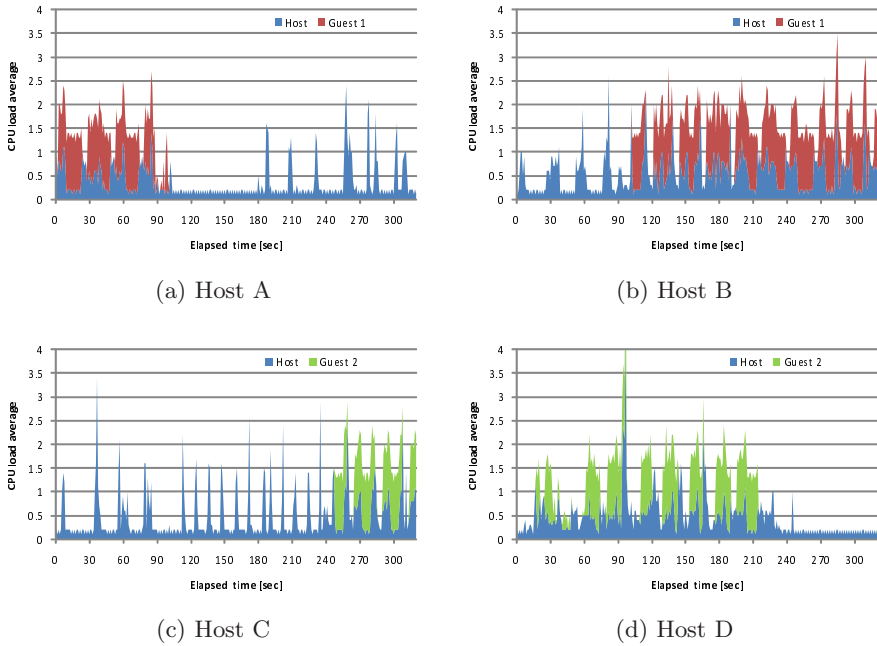 4
3.5
3
2.5
2
1.5
1
0.5
0
CPU load average
Host Guest 1
0 30 60 90 120 150 180 210 240 270 300
Elapsed time [sec]
(a) Host A
4
3.5
3
2.5
2
1.5
1
0.5
0
CPU load average
Host Guest 1
0 30 60 90 120 150 180 210 240 270 300
Elapsed time [sec]
(b) Host B
4
3.5
3
2.5
2
1.5
1
0.5
0
CPU load average
Host Guest 2
0 30 60 90 120 150 180 210 240 270 300
Elapsed time [sec]
(c) Host C
4
3.5
3
2.5
2
1.5
1
0.5
0
CPU load average
Host Guest 2
0 30 60 90 120 150 180 210 240 270 300
Elapsed time [sec]
(d) Host D